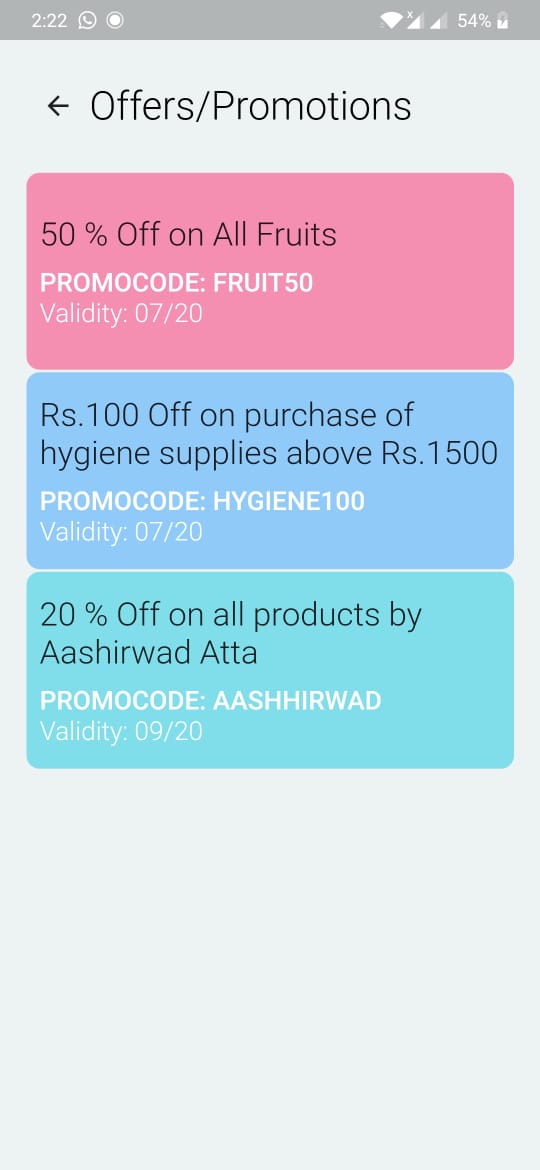 2:22
54%
Offers/Promotions
50 % Off on All Fruits
PROMOCODE: FRUIT50
Validity: 07/20
Rs.100 Off on purchase of
hygiene supplies above Rs.1500
PROMOCODE: HYGIENE100
Validity: 07/20
20 % Off on all products by
Aashirwad Atta
PROMOCODE: AASHHIRWAD
Validity: 09/20